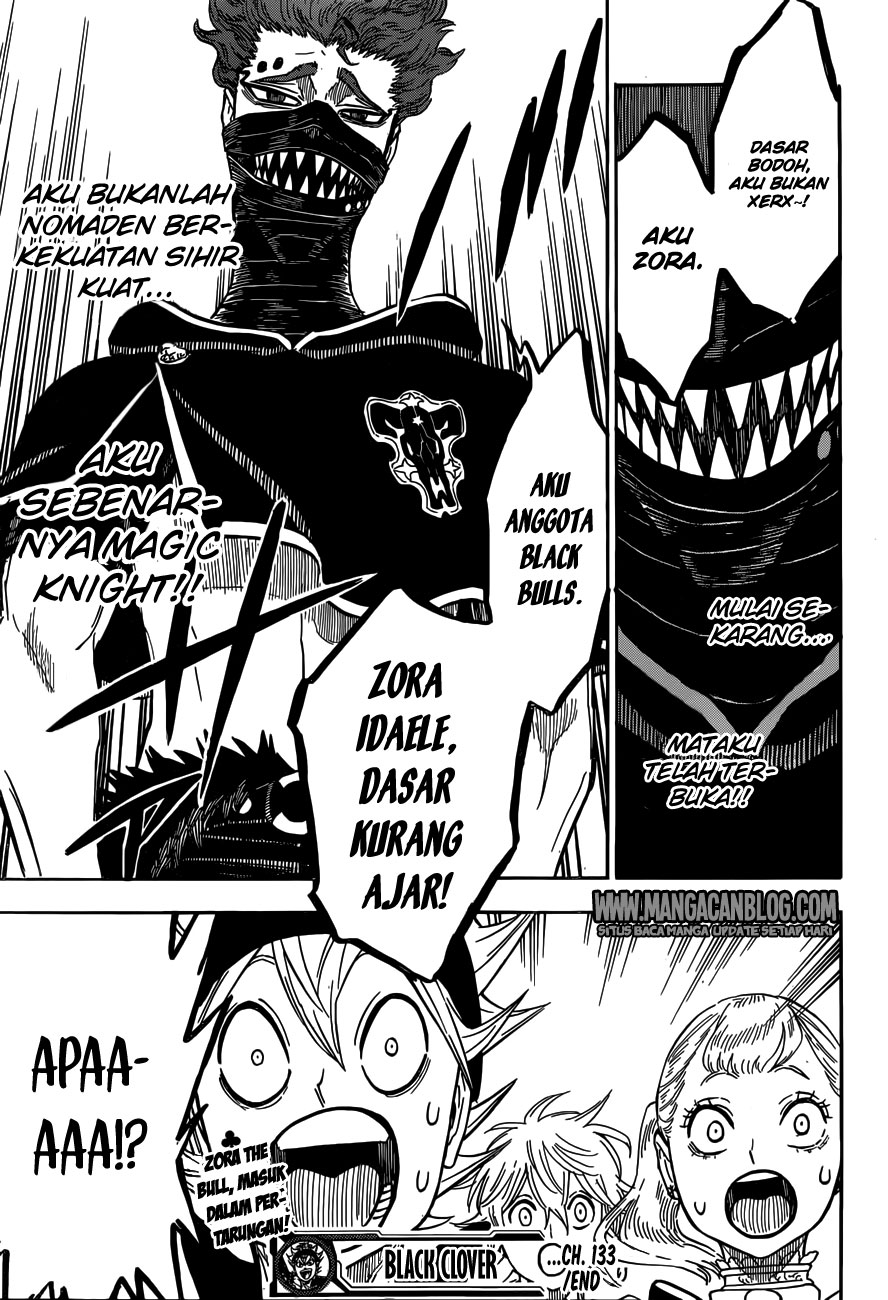 DASAR
BODOH,
AKU BUKAN
XERX~!
AKU
ZORA.
MULAI SE-
KARANG...
MATAKU
TELAH TER-
BUKA!!
AKU BUKANLAH
NOMADEN BER-
KEKUATAN SIHIR
KUAT...
AKU
SEBENAR-
NYA MAGIC
KNIGHT!!
AKU
ANGGOTA
BLACK
BULLS.
ZORA
IDAELE,
DASAR
KURANG
AJAR!
WWW.MANGACANBLOG.COM
SITUS BACA MANGA UPDATE SETIAP HARI
APAA-
AAA!?
ZORA THE
BULL, MASUK
DALAM PER-
TARUNGAN!
BLACK CLOVER
...CH. 133
/END